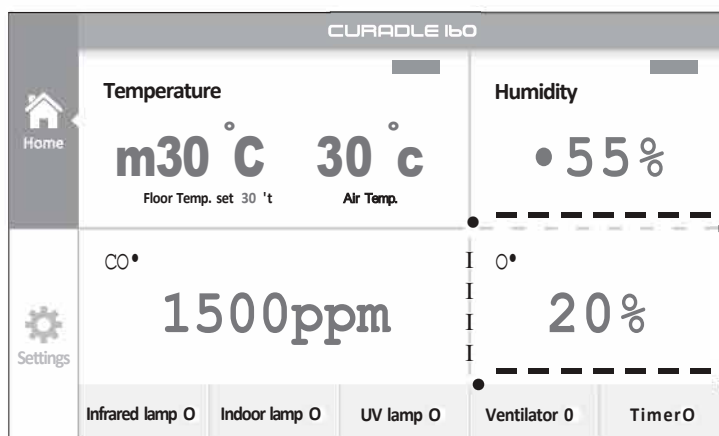 CURADLE 160
Temperature
Humidity
Home
m30 °C 30 °c
•55%
Floor Temp. set 30 't
Air Temp.
CO•
O•
1500ppm
20%
Settings
Infrared lamp O
Indoor lamp O
UV lamp O
Ventilator 0
TimerO